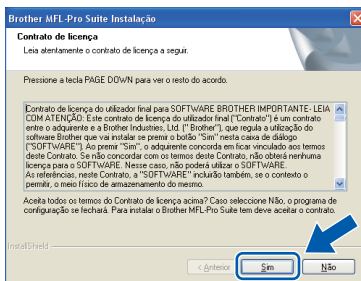 Brother MFL-Pro Suite Instalação
Contrato de licença
Leia atentamente o contrato de licença a seguir.
Pressione a tecla PAGE DOWN para ver o resto do acordo.
Contrato de licença do utilizador final para SOFTWARE BROTHER IMPORTANTE- LEIA
COM ATENÇÃO: Este contrato de licença do utilizador final ("Contrato") é um contrato
entre o adquirente e a Brother Industries, Ltd. (" Brother"), que regula a utilização do
software Brother que vai instalar se premir o botão "Sim" nesta caixa de diálogo
("SOFTWARE"). Ao premir "Sim", o adquirente concorda em ficar vinculado aos termos
deste Contrato. Se não concordar com os termos deste Contrato, não obterá nenhuma
licença para o SOFTWARE. Nesse caso, não poderá utilizar o SOFTWARE.
As referências, neste Contrato, a "SOFTWARE" incluirão também, se o contexto o
permitir, o meio físico de armazenamento do mesmo.
Aceita todos os termos do Contrato de licença acima? Caso seleccione Não, o programa de
configuração se fechará. Para instalar o Brother MFL-Pro Suite tem deve aceitar o contrato.
InstallShield
< Anterior
Sim
Não